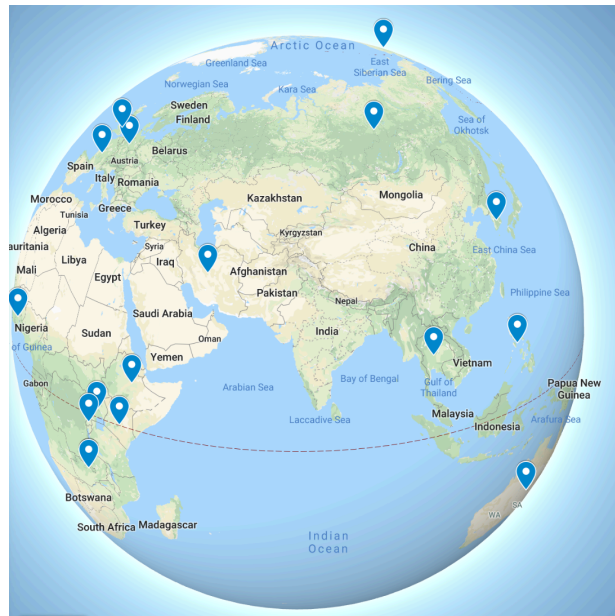 Arctic Ocean
Greenland Sea
East
Siberian Sea
Norwegian Sea
Kara Sea
Bering Sea
Sweden
Finland
Sea of
Okhotsk
Belarus
Spain
Austria
Italy
Romania
Morocco
Tunisia
Greece
Kazakhstan
Mongolia
Algeria
Turkey
Kyrgyzstan
uritania
Syria
Libya
Iraq
China
East China Sea
Mali
Egypt
Afghanistan
Pakistan
Nepal
Philippine Sea
Saudi Arabia
Nigeria
Sudan
Oman
India
of Guinea
Yemen
Vietnam
Gabon
Arabian Sea
Bay of Bengal
Gulf of
Thailand
Papua New
Guinea
Laccadive Sea
Malaysia
Indonesia
Arafura Sea
Botswana
SA
WA
South Africa
Madagascar
Indian
Ocean